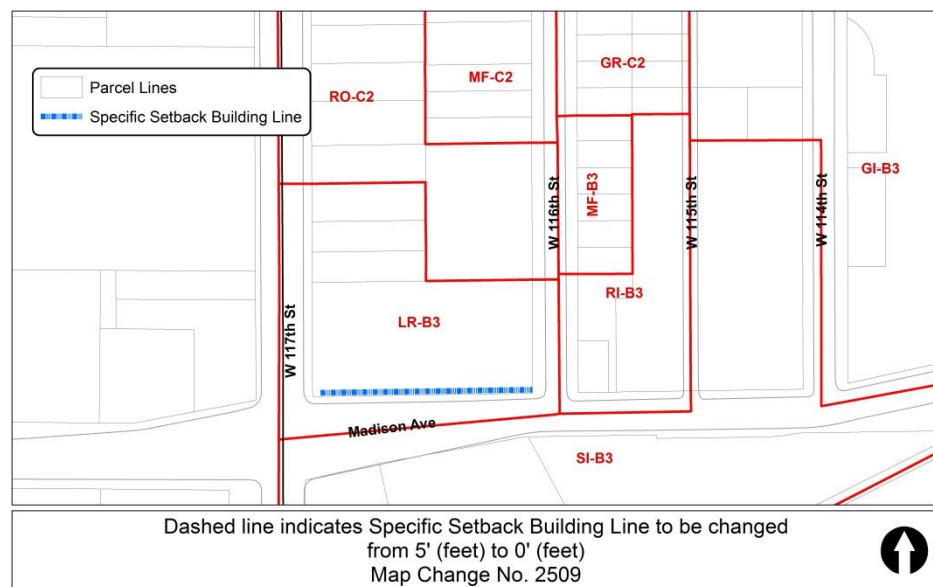 Parcel Lines
Specific Setback Building Line
RO-C2
MF-C2
GR-C2
GI-B3
MF-B3
RI-B3
LR-B3
SI-B3
W 117th St
W 116th St
W 115th St
W 114th St
Madison Ave
Dashed line indicates Specific Setback Building Line to be changed
from 5' (feet) to 0' (feet)
Map Change No. 2509